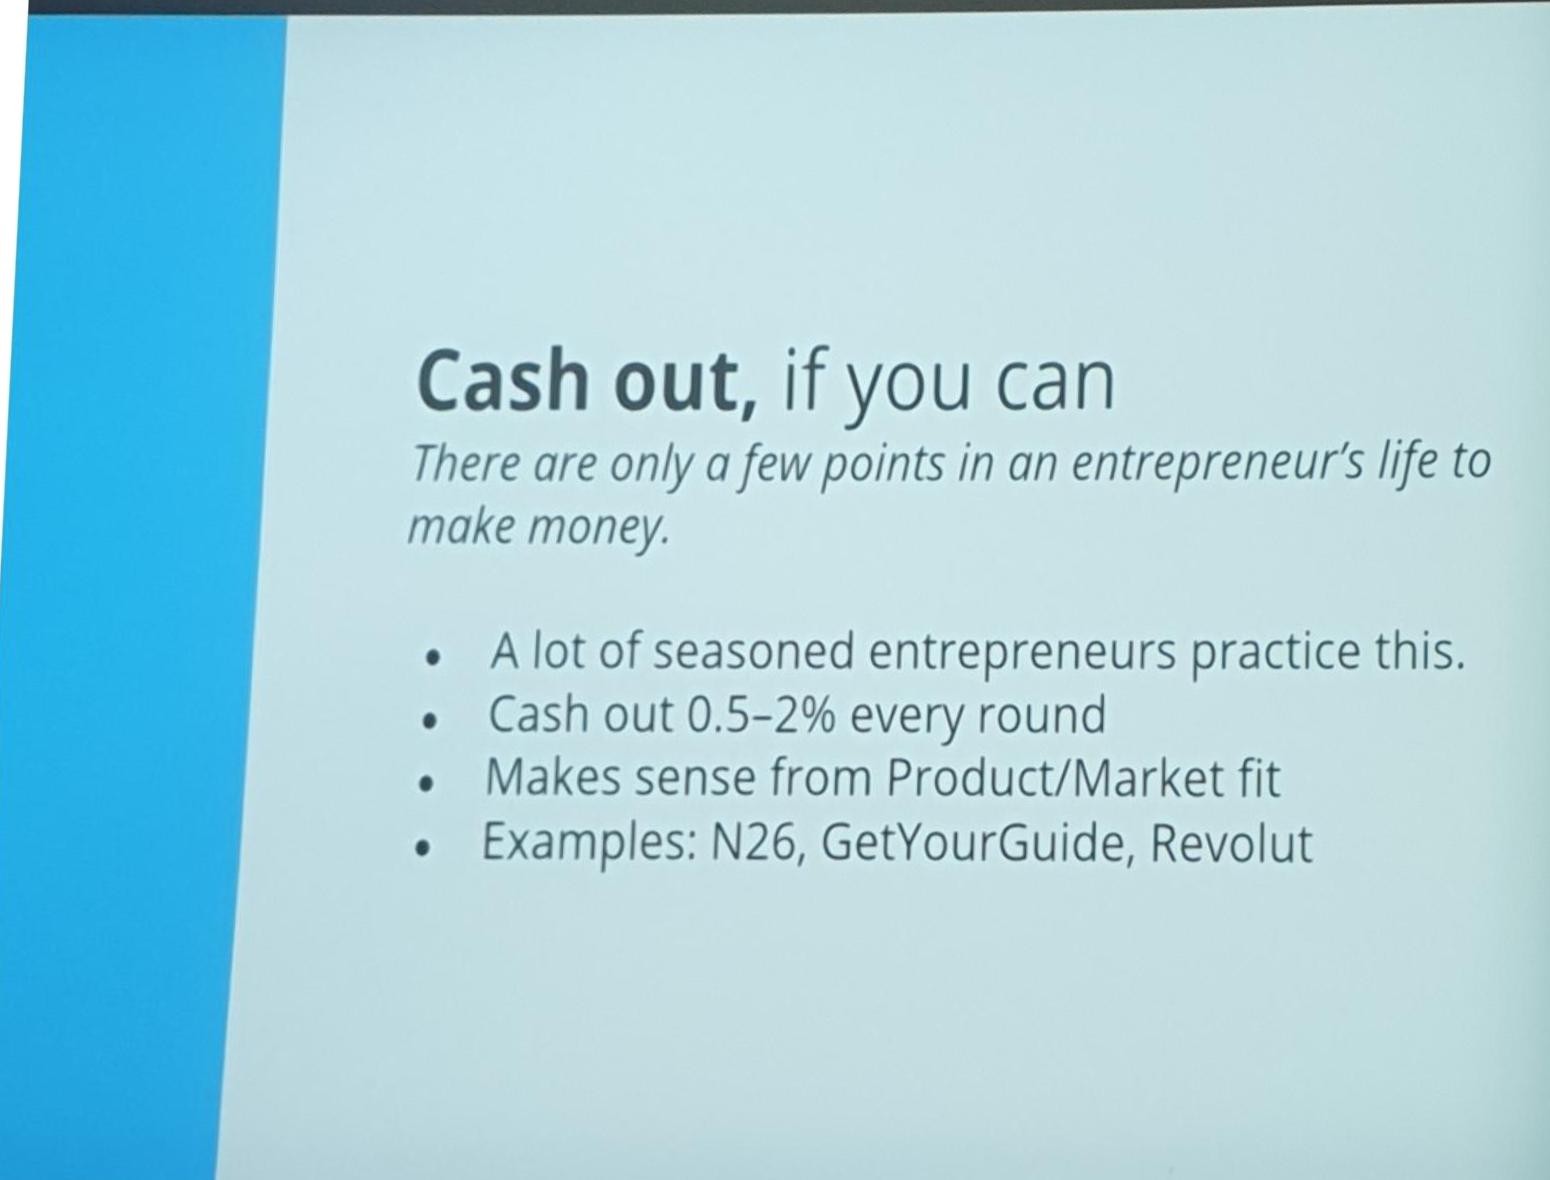 Cash out, if you can
There are only a few points in an entrepreneur’s life to
make money.
• A lot of seasoned entrepreneurs practice this.
• Cash out 0.5–2% every round
• Makes sense from Product/Market fit
• Examples: N26, GetYourGuide, Revolut